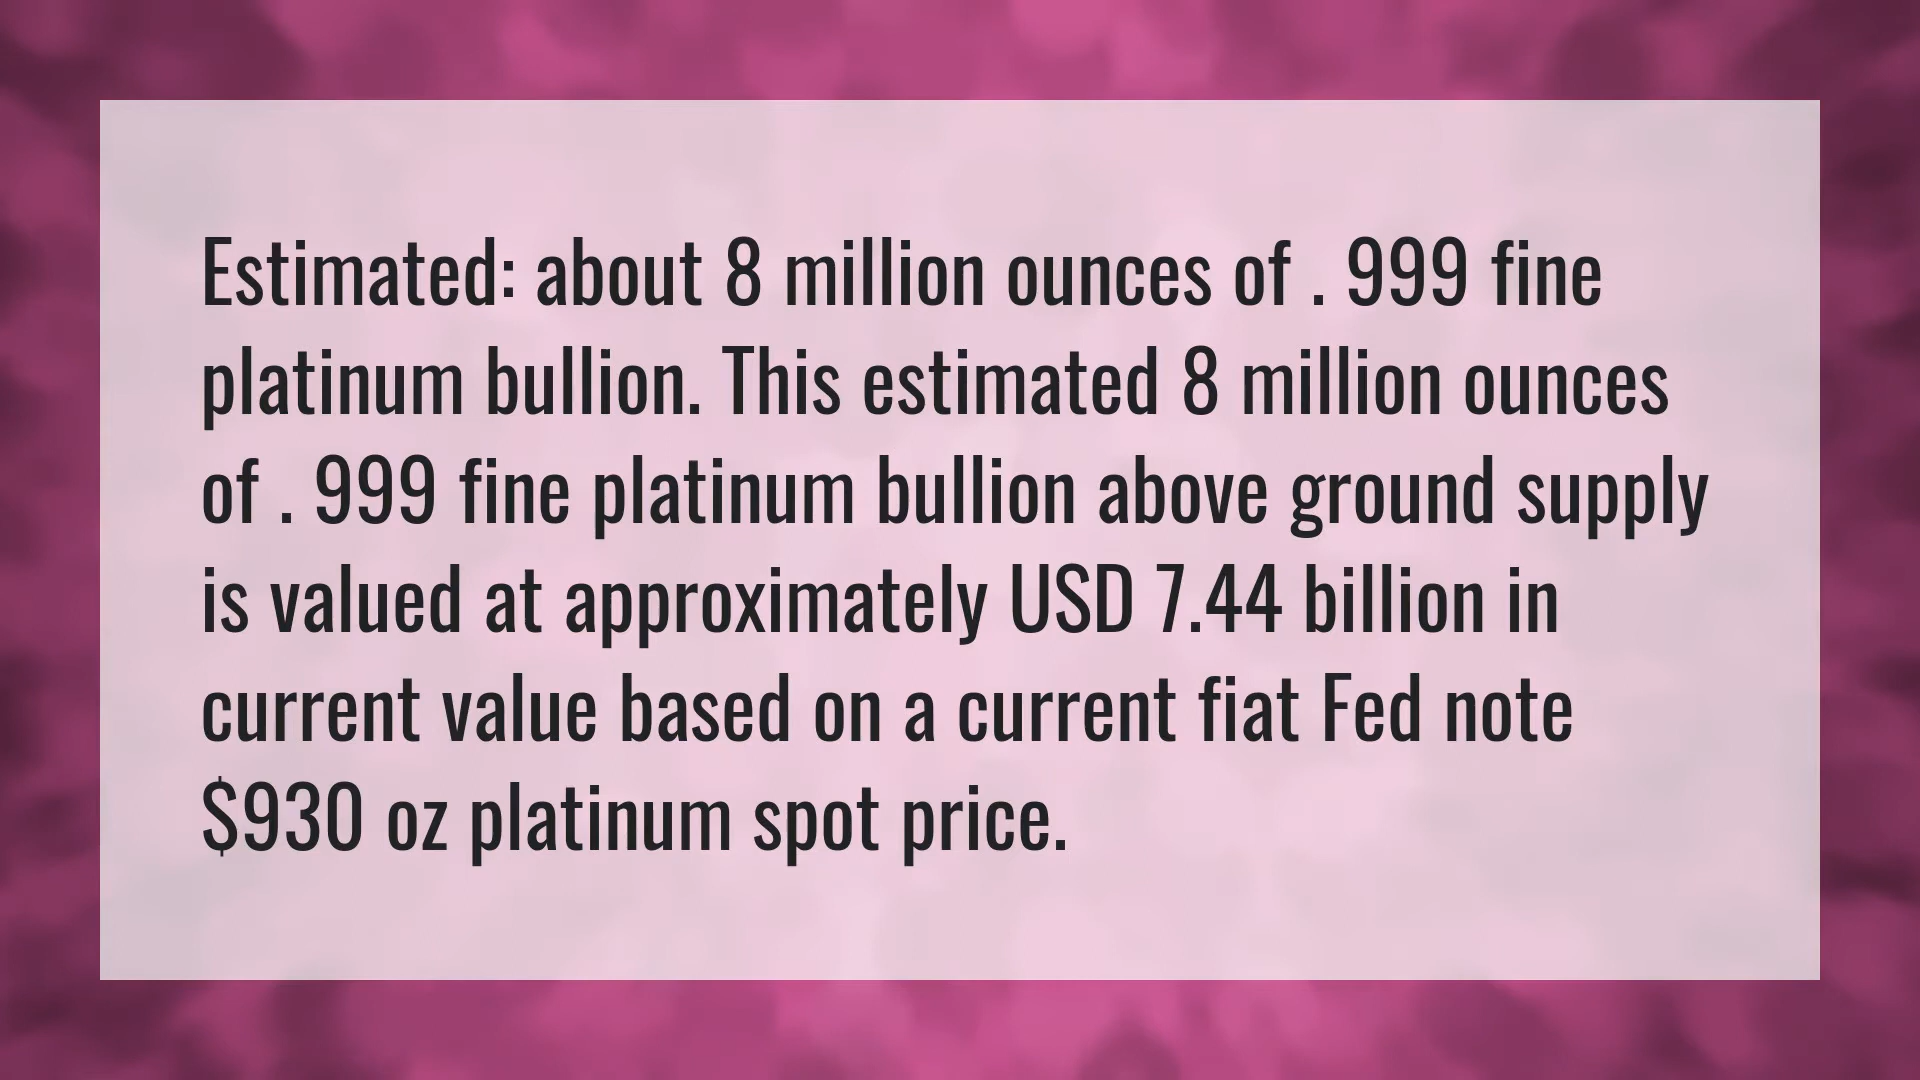 Estimated: about 8 million ounces of . 999 fine
platinum bullion. This estimated 8 million ounces
of . 999 fine platinum bullion above ground supply
is valued at approximately USD 7.44 billion in
current value based on a current fiat Fed note
$930 oz platinum spot price.